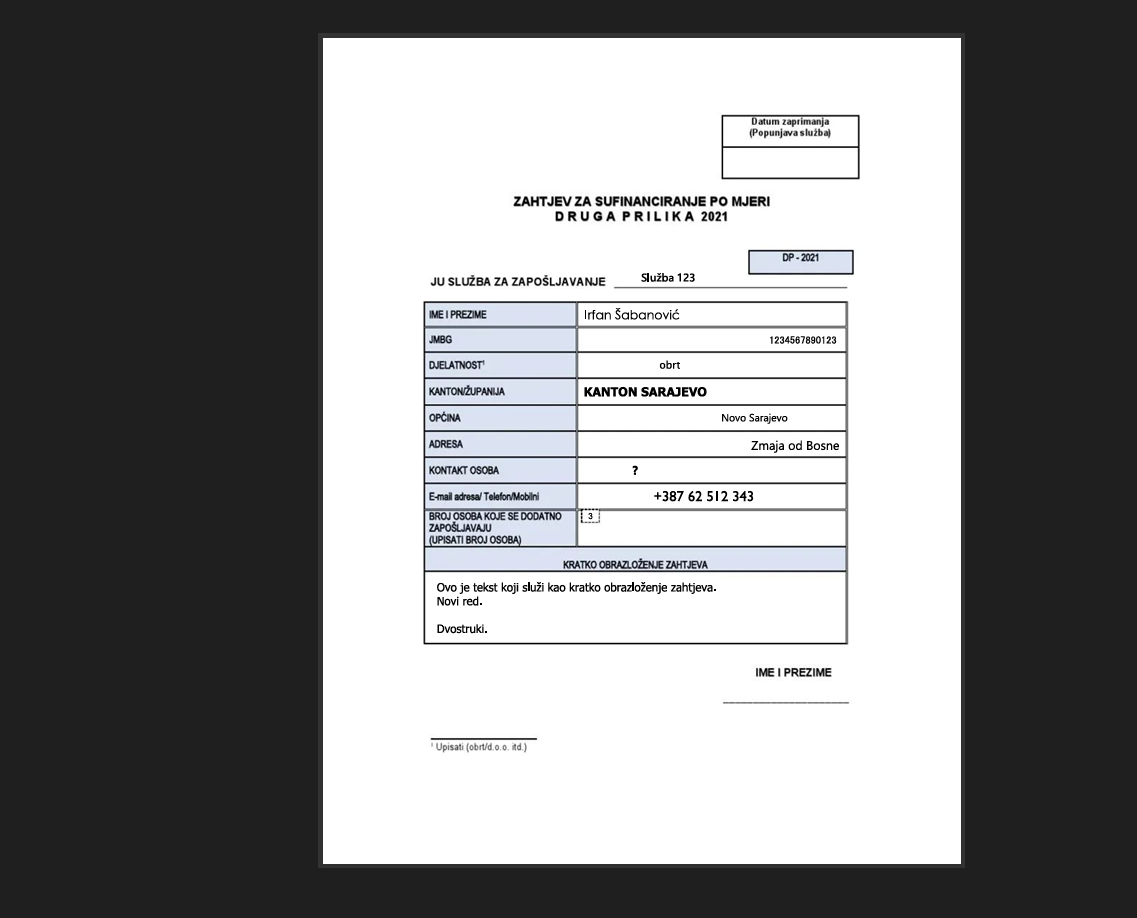 Datum zaprimanja
(Popunjava služba)
ZAHTJEV ZA SUFINANCIRANJE PO MJERI
D R U G A P R I L I K A 2021
DP - 2021
JU SLUŽBA ZA ZAPOŠLJAVANJE Služba 123
IME I PREZIME Irfan Šabanović
JMBG 1234567890123
DJELATNOST¹ obrt
KANTON/ŽUPANIJA KANTON SARAJEVO
OPĆINA Novo Sarajevo
ADRESA Zmaja od Bosne
KONTAKT OSOBA ?
E-mail adresa/ Telefon/Mobilni +387 62 512 343
BROJ OSOBA KOJE SE DODATNO 3
ZAPOŠLJAVAJU
(UPISATI BROJ OSOBA)
KRATKO OBRAZLOŽENJE ZAHTJEVA
Ovo je tekst koji služi kao kratko obrazloženje zahtjeva.
Novi red.
Dvostruki.
IME I PREZIME
¹ Upisati (obrt/d.o.o. itd.)